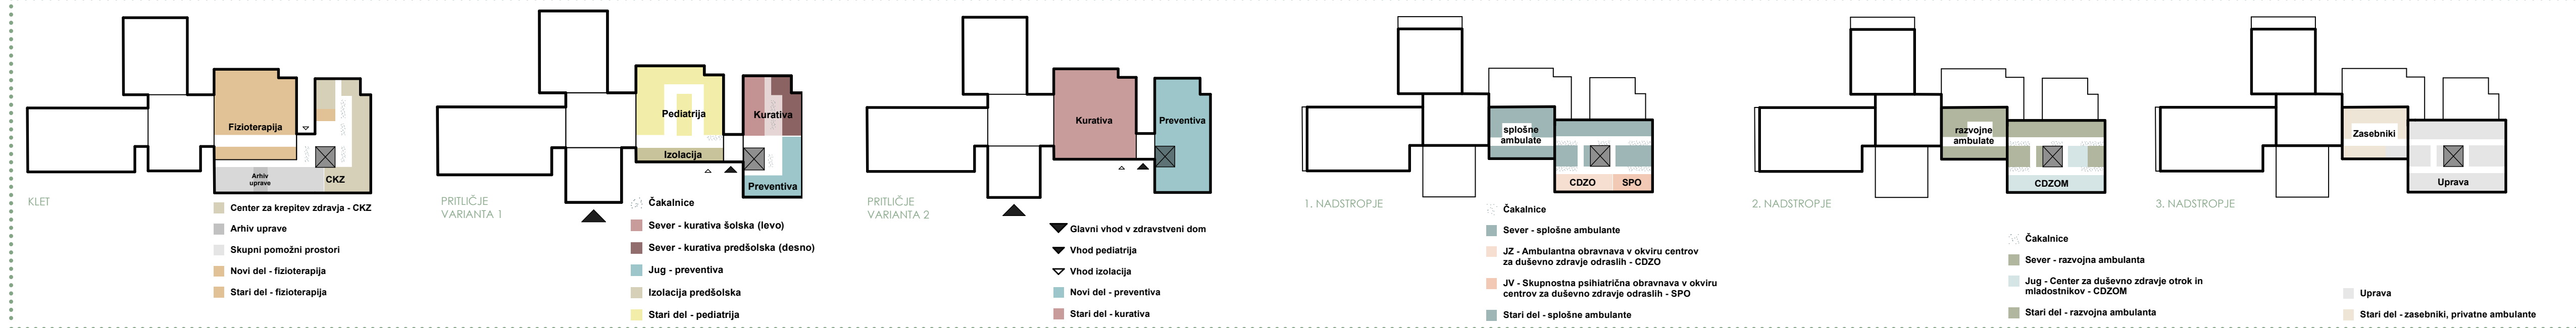 Fizioterapija
Arhiv
uprave
CKZ
KLET
Center za krepitev zdravja - CKZ
Arhiv uprave
Skupni pomožni prostori
Novi del - fizioterapija
Stari del - fizioterapija
Pediatrija
Kurativa
Izolacija
Preventiva
PRITLIČJE
VARIANTA 1
Čakalnice
Sever - kurativa šolska (levo)
Sever - kurativa predšolska (desno)
Jug - preventiva
Izolacija predšolska
Stari del - pediatrija
Kurativa
Preventiva
PRITLIČJE
VARIANTA 2
Glavni vhod v zdravstveni dom
Vhod pediatrija
Vhod izolacija
Novi del - preventiva
Stari del - kurativa
splošne
ambulate
CDZO
SPO
1. NADSTROPJE
Čakalnice
Sever - splošne ambulante
JZ - Ambulantna obravnava v okviru centrov
za duševno zdravje odraslih - CDZO
JV - Skupnostna psihiatrična obravnava v okviru
centrov za duševno zdravje odraslih - SPO
Stari del - splošne ambulante
razvojne
ambulate
CDZOM
2. NADSTROPJE
Čakalnice
Sever - razvojna ambulanta
Jug - Center za duševno zdravje otrok in
mladostnikov - CDZOM
Stari del - razvojna ambulanta
Zasebniki
Uprava
3. NADSTROPJE
Uprava
Stari del - zasebniki, privatne ambulante